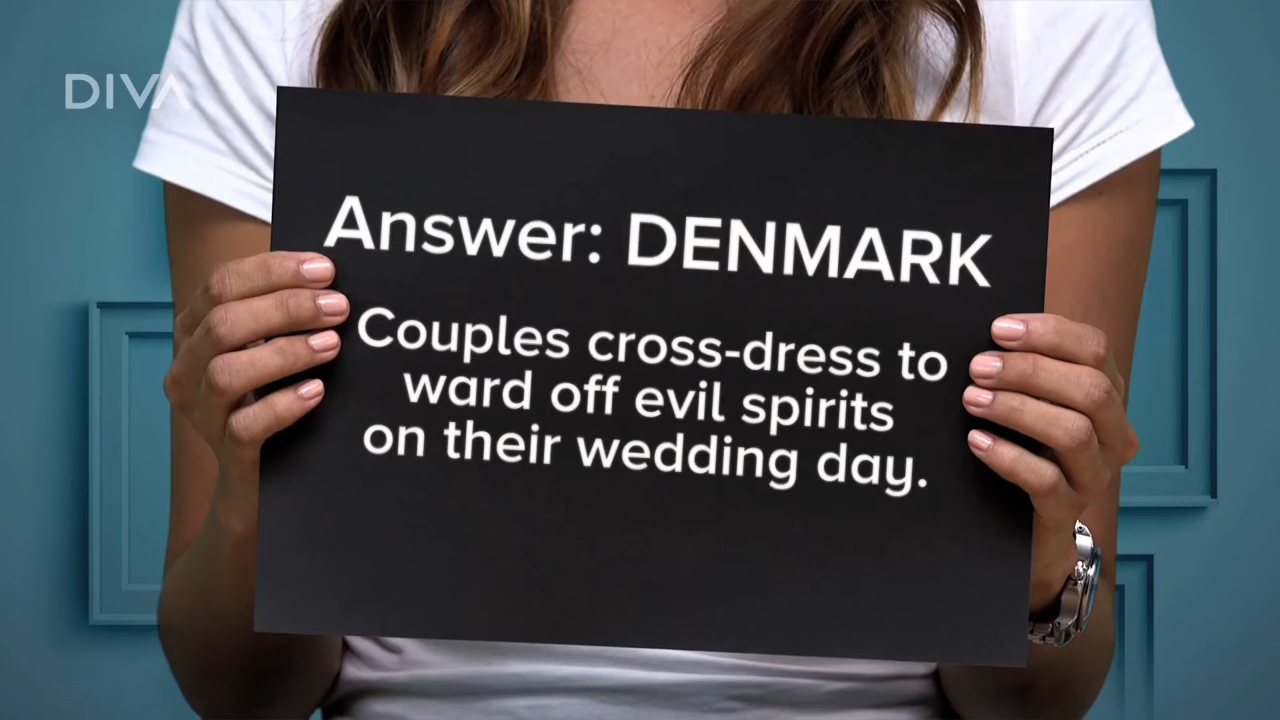 DIVA
Answer: DENMARK
Couples cross-dress to
ward off evil spirits
on their wedding day.